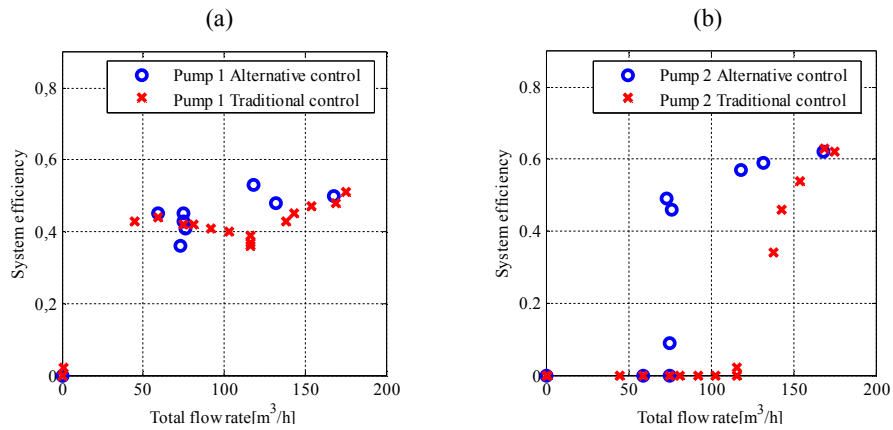 (a)
(b)
Pump 1 Alternative control
Pump 1 Traditional control
0,8
0,6
0,4
0,2
0
System efficiency
0 50 100 150 200
Total flow rate[m³/h]
Pump 2 Alternative control
Pump 2 Traditional control
0,8
0,6
0,4
0,2
0
System efficiency
0 50 100 150 200
Total flow rate[m³/h]